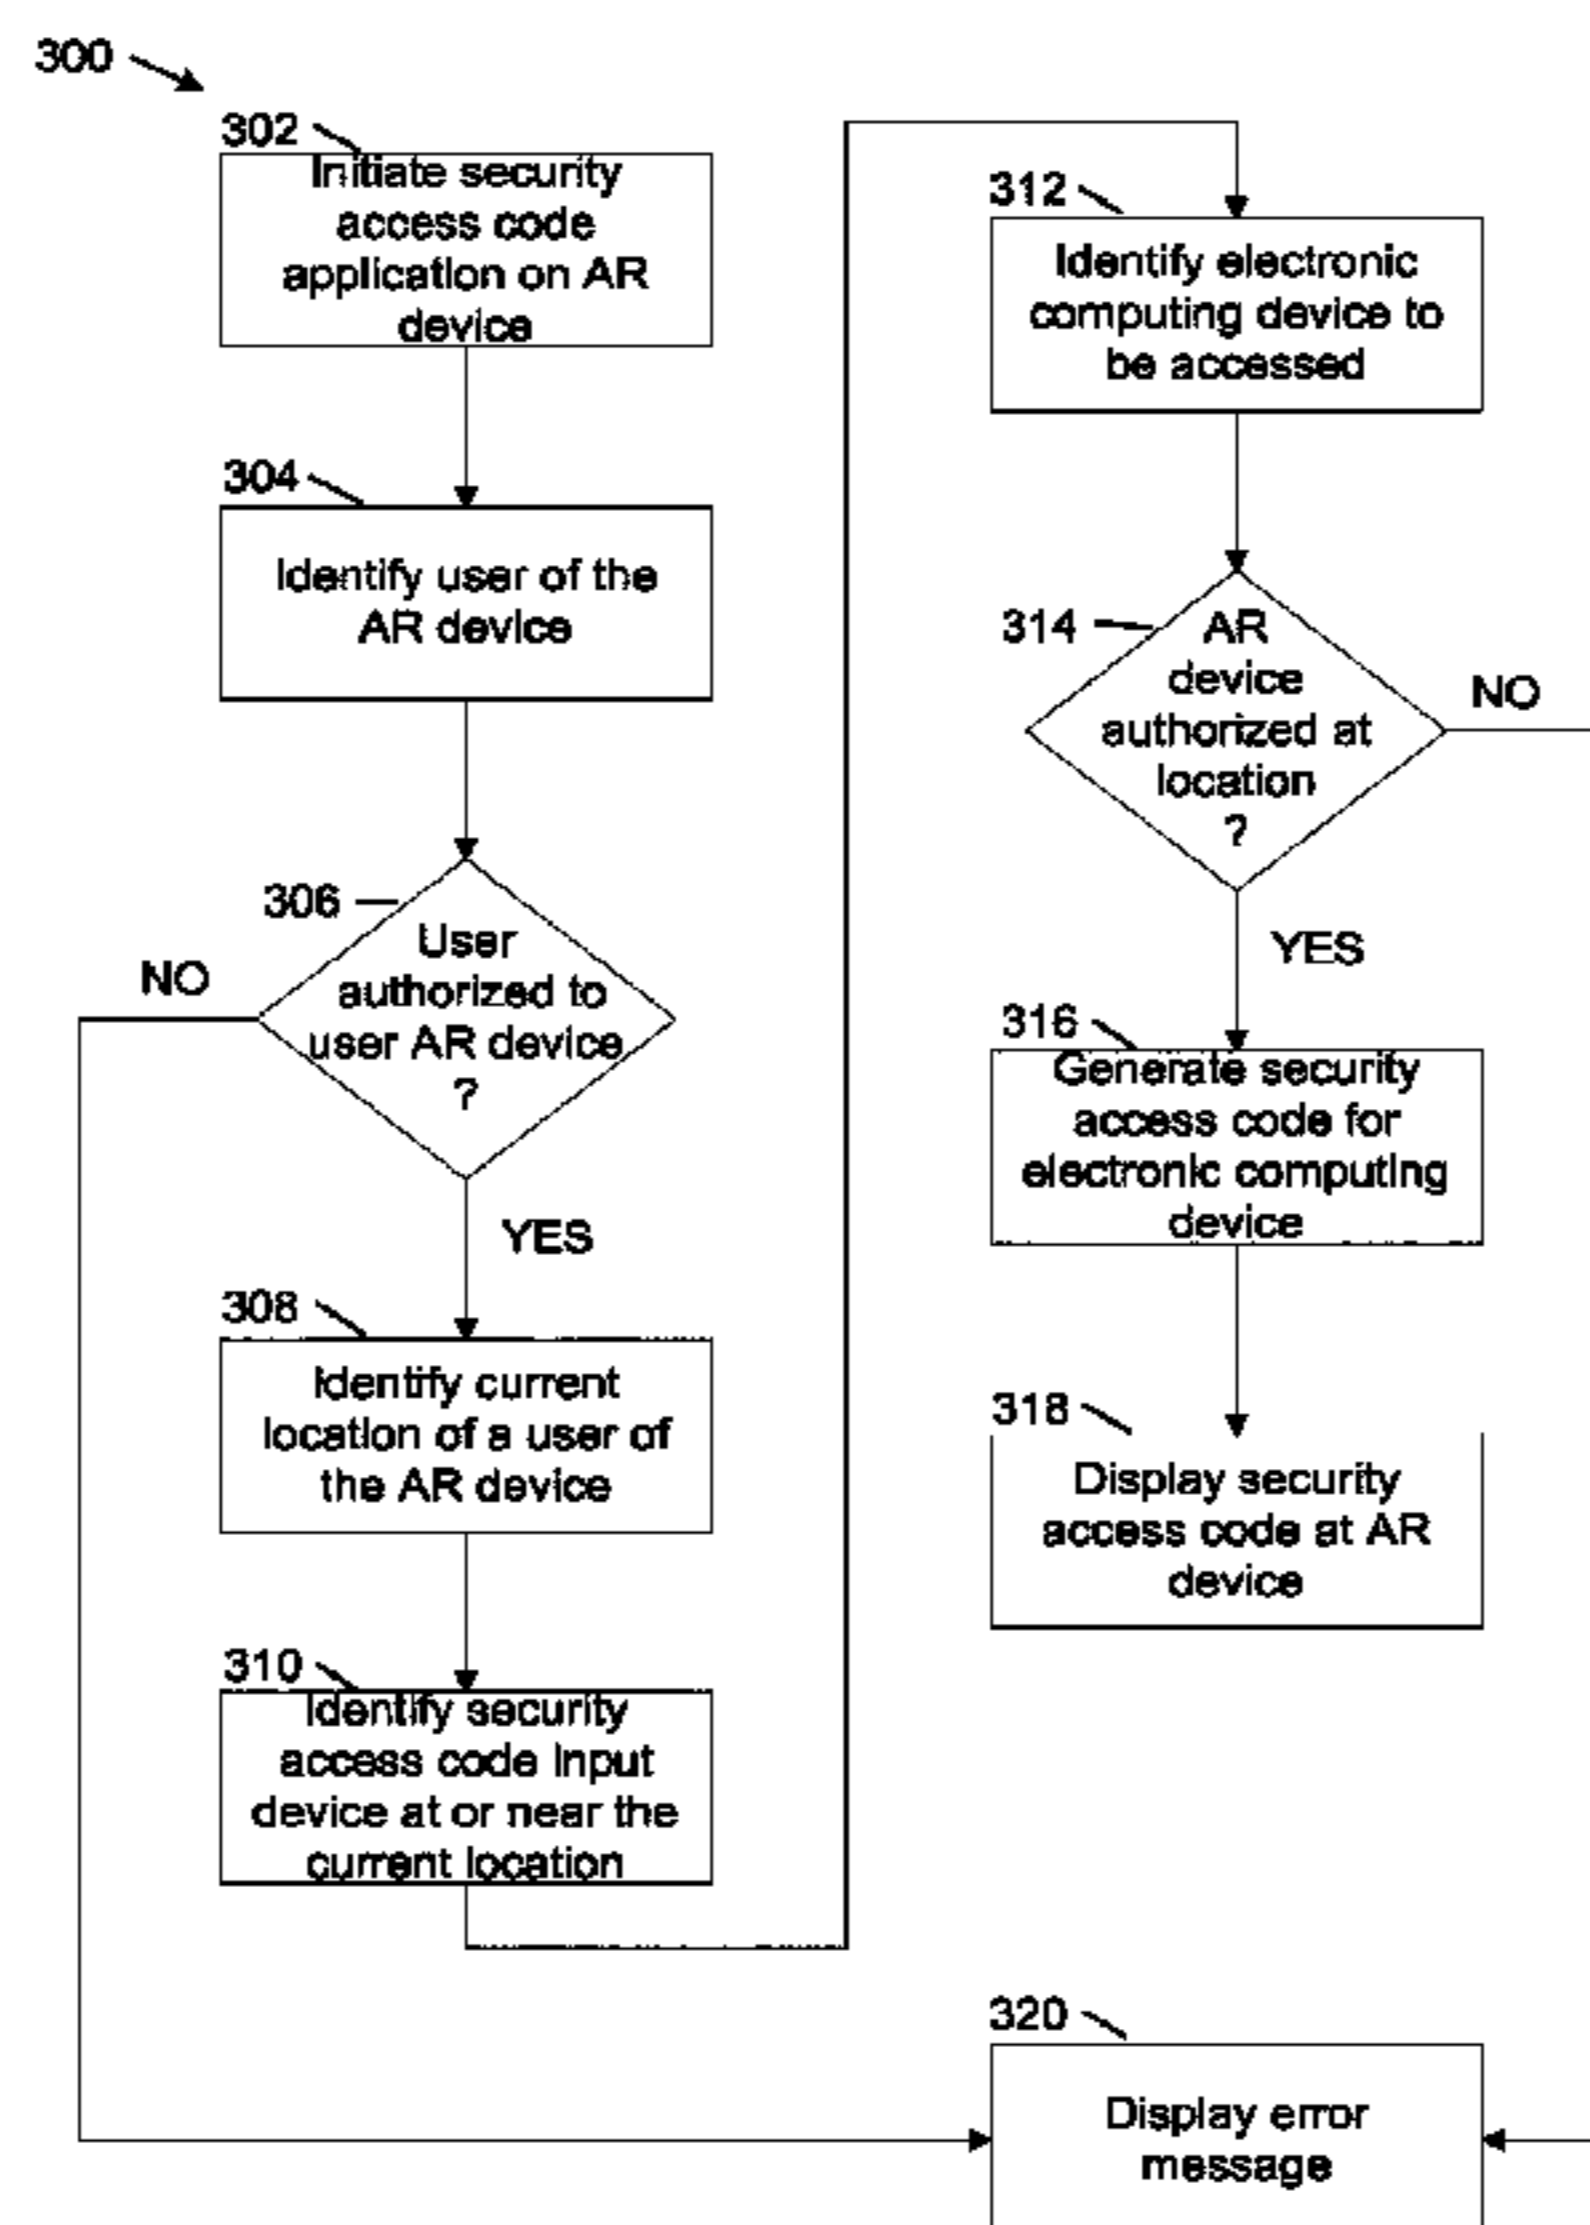 300
302
Initiate security
access code
application on AR
device
304
Identify user of the
AR device
306
User
authorized to
user AR device
?
NO
YES
308
Identify current
location of a user of
the AR device
310
Identify security
access code input
device at or near the
current location
312
Identify electronic
computing device to
be accessed
314
AR
device
authorized at
location
?
NO
YES
316
Generate security
access code for
electronic computing
device
318
Display security
access code at AR
device
320
Display error
message